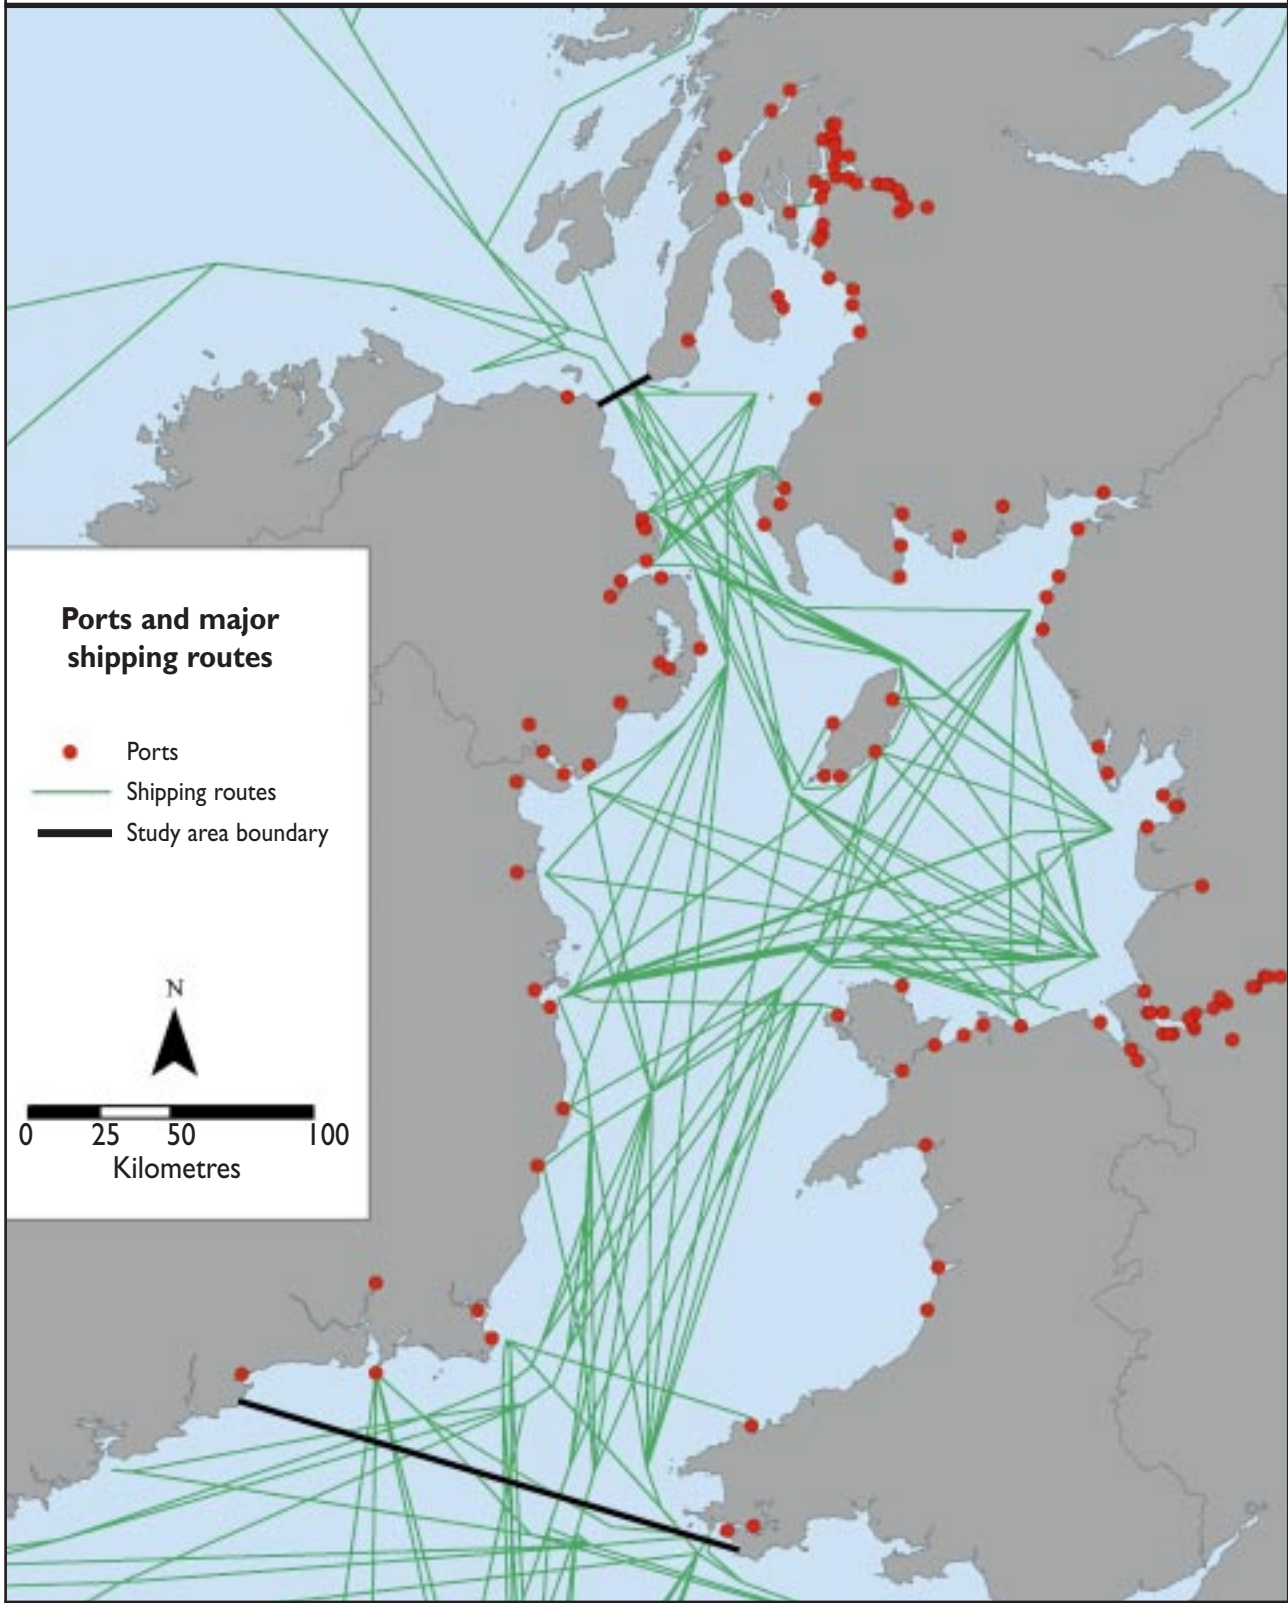 Ports and major
shipping routes
Ports
Shipping routes
Study area boundary
N
0 25 50 100
Kilometres